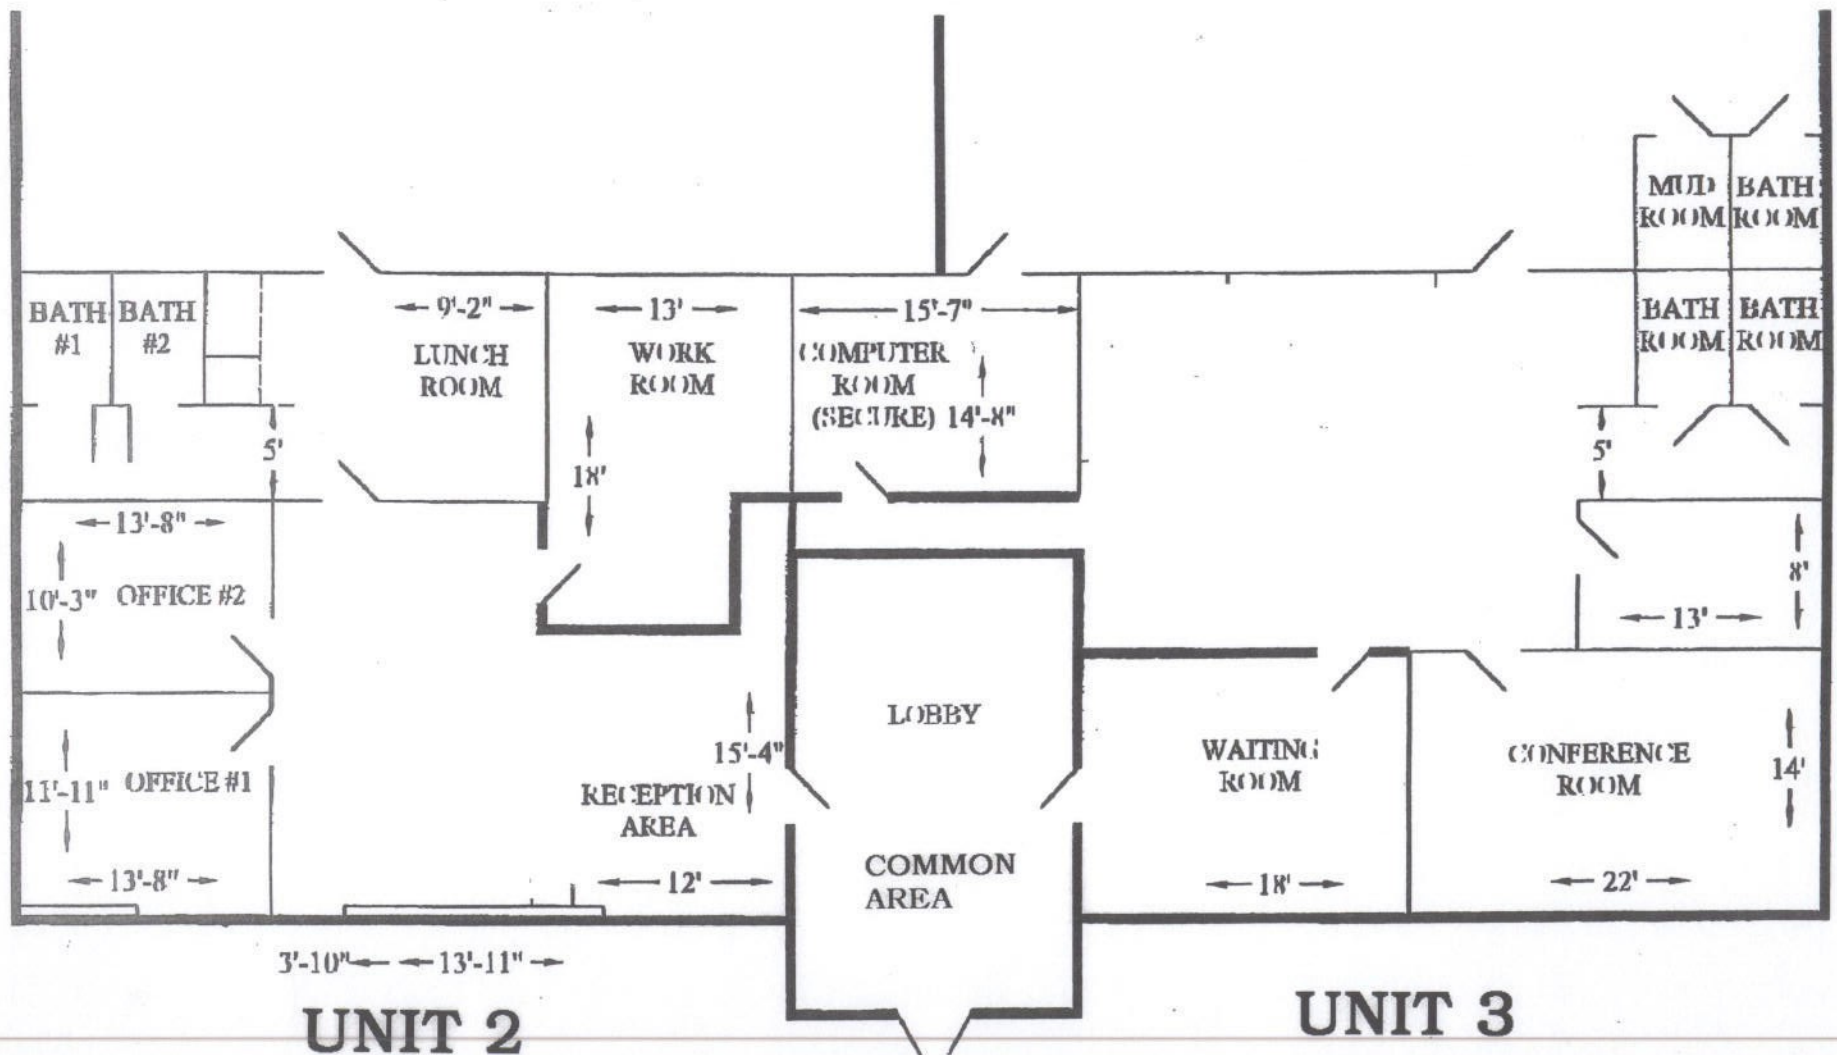 MUD
ROOM
BATH
ROOM
BATH
#1
BATH
#2
9'-2"
LUNCH
ROOM
13'
WORK
ROOM
18'
15'-7"
COMPUTER
ROOM
(SECURE) 14'-8"
BATH
ROOM
BATH
ROOM
5'
5'
13'-8"
10'-3" OFFICE #2
8'
13'
11'-11" OFFICE #1
13'-8"
15'-4"
RECEPTION
AREA
12'
LOBBY
COMMON
AREA
WAITING
ROOM
18'
CONFERENCE
ROOM
14'
22'
3'-10" 13'-11"
UNIT 2
UNIT 3